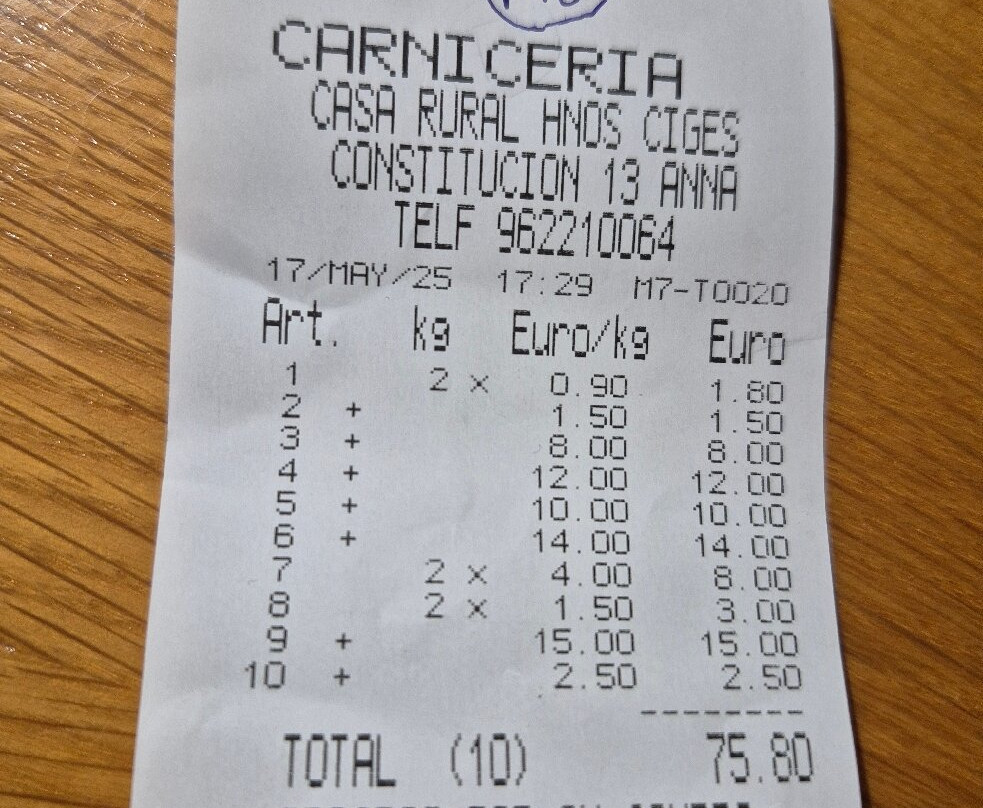 CARNICERIA
CASA RURAL HNOS CIGES
CONSTITUCION 13 ANNA
TELF 962210064
17/MAY/25 17:29 M7-T0020
Art. kg Euro/kg Euro
1 2 x 0.90 1.80
2 + 1.50 1.50
3 + 8.00 8.00
4 + 12.00 12.00
5 + 10.00 10.00
6 + 14.00 14.00
7 2 x 4.00 8.00
8 2 x 1.50 3.00
9 + 15.00 15.00
10 + 2.50 2.50
--------
TOTAL (10) 75.80